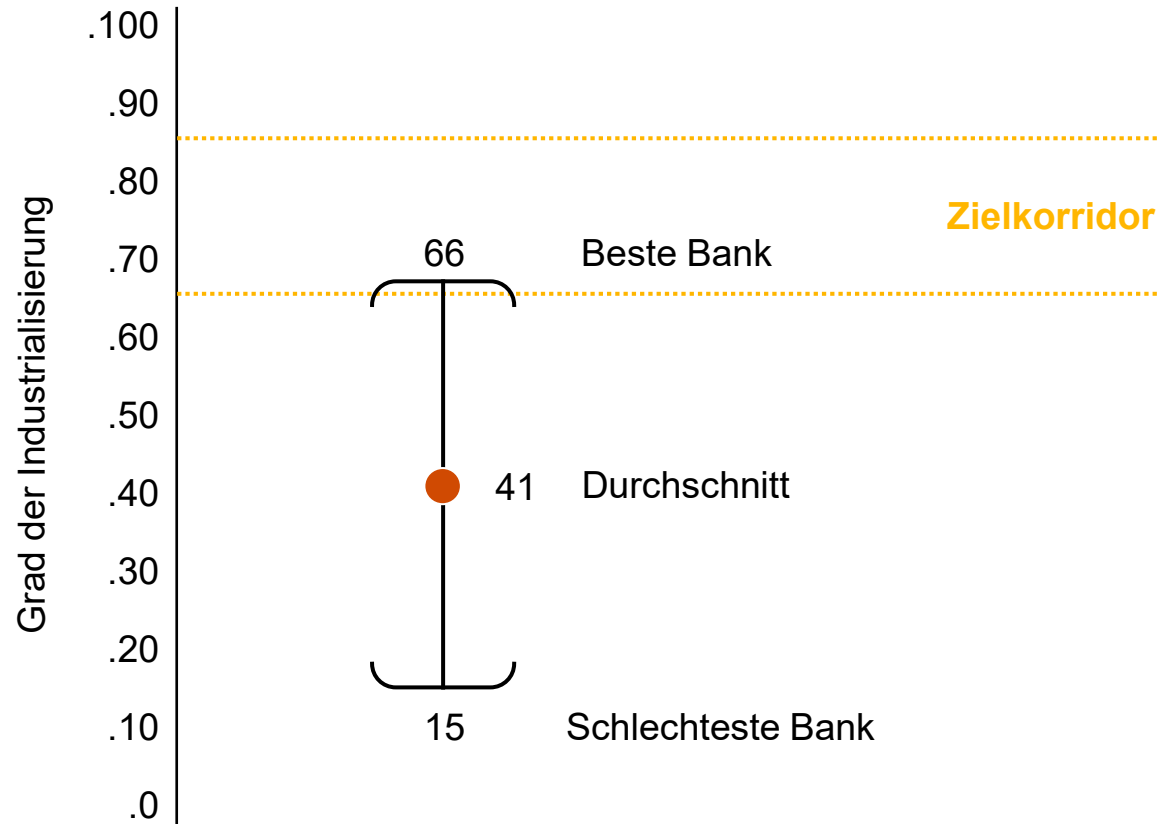 .100
.90
.80
Zielkorridor
.70
66 Beste Bank
.60
.50
.40
41 Durchschnitt
.30
.20
.10
15 Schlechteste Bank
.0
Grad der Industrialisierung